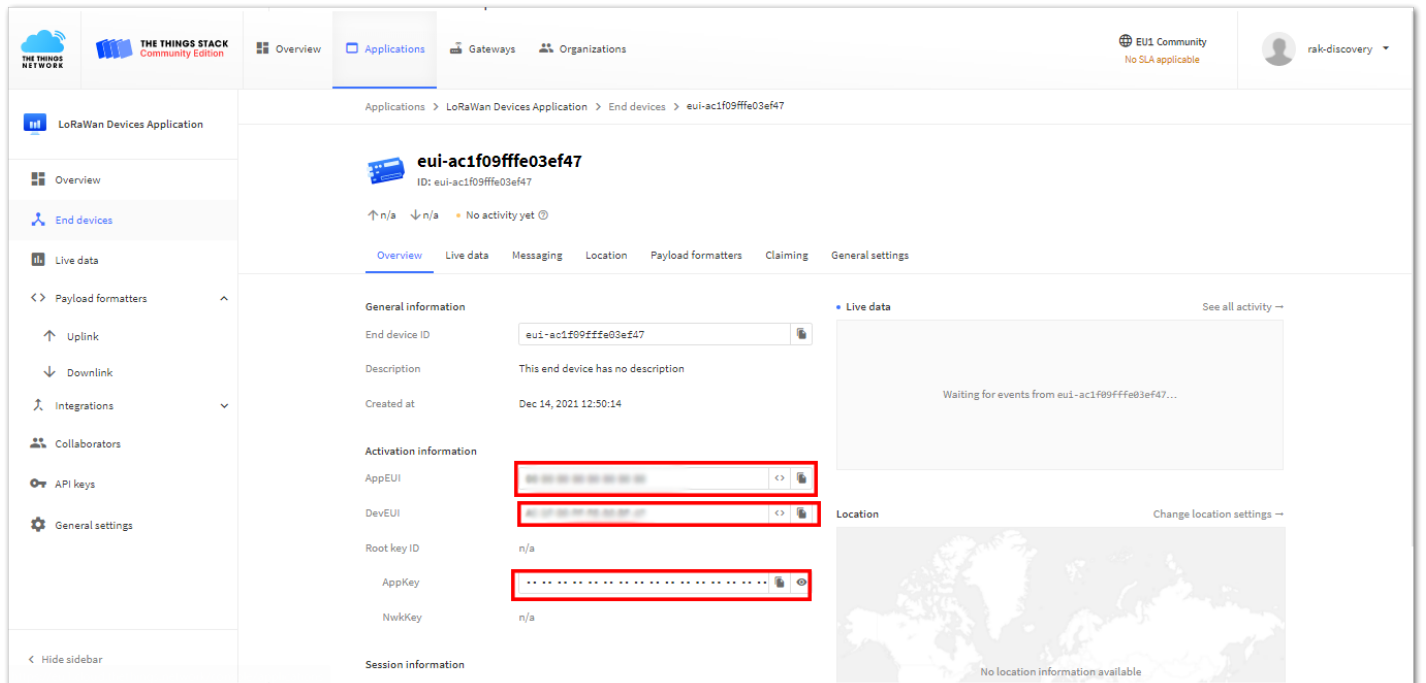 THE THINGS NETWORK
THE THINGS STACK
Community Edition
Overview
Applications
Gateways
Organizations
EU1 Community
No SLA applicable
rak-discovery
LoRaWan Devices Application
Overview
End devices
Live data
Payload formatters
Uplink
Downlink
Integrations
Collaborators
API keys
General settings
< Hide sidebar
Applications > LoRaWan Devices Application > End devices > eui-ac1f09fffe03ef47
eui-ac1f09fffe03ef47
ID: eui-ac1f09fffe03ef47
↑ n/a ↓ n/a • No activity yet
Overview Live data Messaging Location Payload formatters Claiming General settings
General information
End device ID eui-ac1f09fffe03ef47
Description This end device has no description
Created at Dec 14, 2021 12:50:14
Activation information
AppEUI
DevEUI
Root key ID n/a
AppKey
NwkKey n/a
Session information
• Live data See all activity →
Waiting for events from eui-ac1f09fffe03ef47...
Location Change location settings →
No location information available